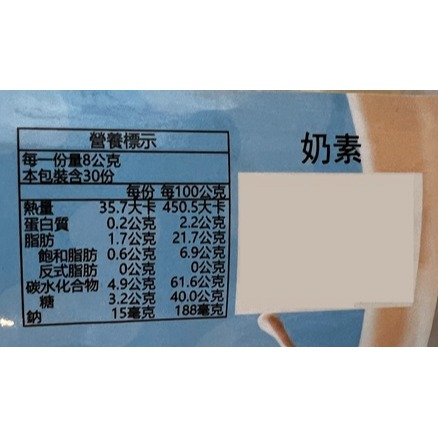 營養標示
每一份量8公克
本包裝含30份
每份 每100公克
熱量 35.7大卡 450.5大卡
蛋白質 0.2公克 2.2公克
脂肪 1.7公克 21.7公克
飽和脂肪 0.6公克 6.9公克
反式脂肪 0公克 0公克
碳水化合物 4.9公克 61.6公克
糖 3.2公克 40.0公克
鈉 15毫克 188毫克
奶素